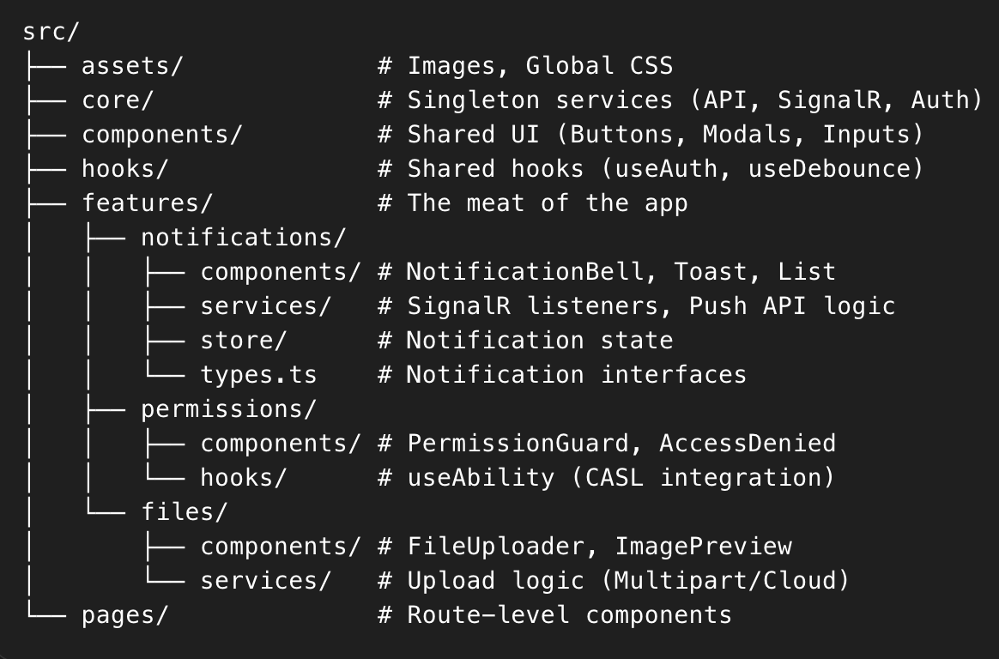 src/
├── assets/             # Images, Global CSS
├── core/               # Singleton services (API, SignalR, Auth)
├── components/         # Shared UI (Buttons, Modals, Inputs)
├── hooks/              # Shared hooks (useAuth, useDebounce)
├── features/           # The meat of the app
│   ├── notifications/
│   │   ├── components/ # NotificationBell, Toast, List
│   │   ├── services/   # SignalR listeners, Push API logic
│   │   ├── store/      # Notification state
│   │   └── types.ts    # Notification interfaces
│   ├── permissions/
│   │   ├── components/ # PermissionGuard, AccessDenied
│   │   └── hooks/      # useAbility (CASL integration)
│   └── files/
│       ├── components/ # FileUploader, ImagePreview
│       └── services/   # Upload logic (Multipart/Cloud)
└── pages/              # Route-level components